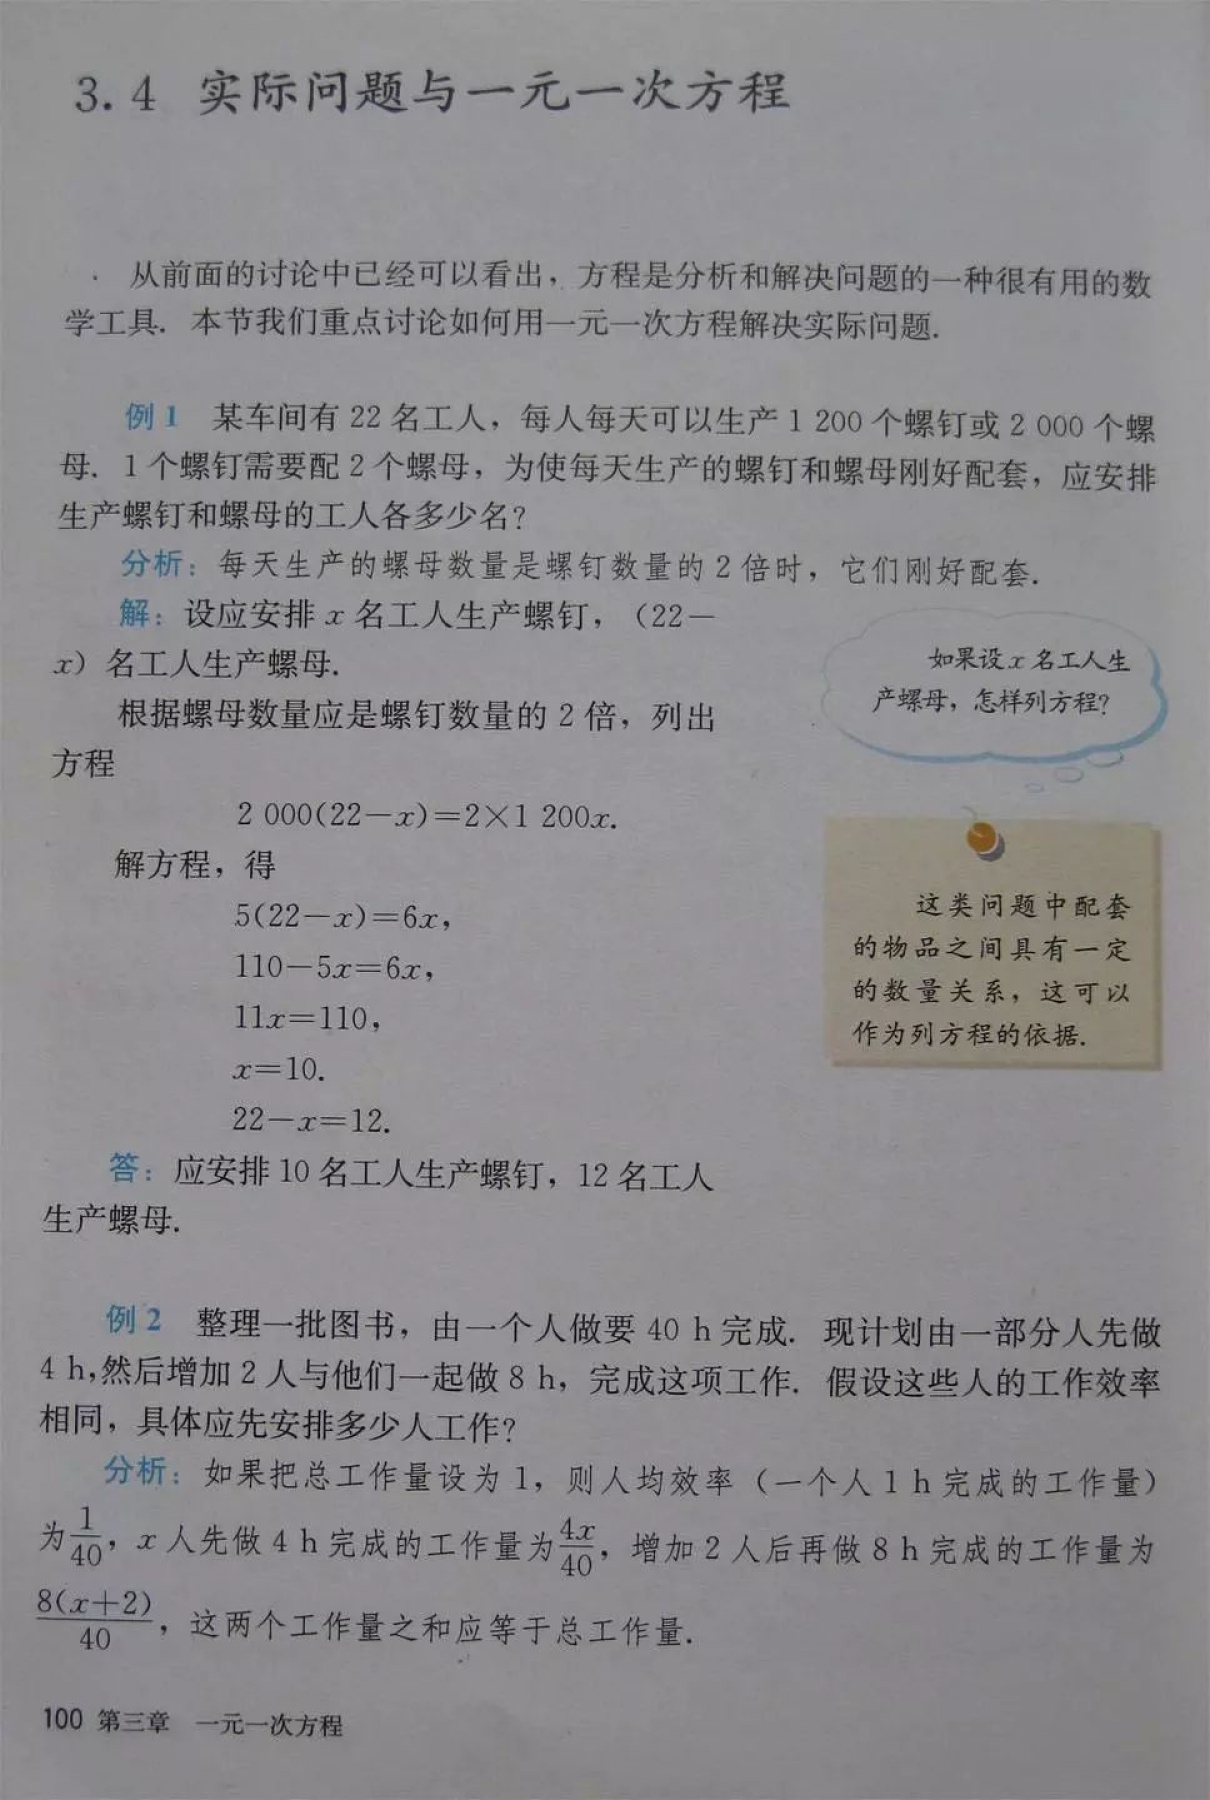 3.4 实际问题与一元一次方程
从前面的讨论中已经可以看出，方程是分析和解决问题的一种很有用的数
学工具．本节我们重点讨论如何用一元一次方程解决实际问题．
例1 某车间有 22 名工人，每人每天可以生产 1 200 个螺钉或 2 000 个螺
母．1 个螺钉需要配 2 个螺母，为使每天生产的螺钉和螺母刚好配套，应安排
生产螺钉和螺母的工人各多少名？
分析：每天生产的螺母数量是螺钉数量的 2 倍时，它们刚好配套．
解：设应安排 x 名工人生产螺钉，（22－
x）名工人生产螺母．
根据螺母数量应是螺钉数量的 2 倍，列出
方程
2 000(22－x)＝2×1 200x.
解方程，得
5(22－x)＝6x，
110－5x＝6x，
11x＝110，
x＝10.
22－x＝12.
答：应安排 10 名工人生产螺钉，12 名工人
生产螺母．
如果设 x 名工人生
产螺母，怎样列方程？
这类问题中配套
的物品之间具有一定
的数量关系，这可以
作为列方程的依据．
例2 整理一批图书，由一个人做要 40 h 完成．现计划由一部分人先做
4 h，然后增加 2 人与他们一起做 8 h，完成这项工作．假设这些人的工作效率
相同，具体应先安排多少人工作？
分析：如果把总工作量设为 1，则人均效率（一个人 1 h 完成的工作量）
为 1/40，x 人先做 4 h 完成的工作量为 4x/40，增加 2 人后再做 8 h 完成的工作量为
8(x+2)/40，这两个工作量之和应等于总工作量．
100 第三章 一元一次方程